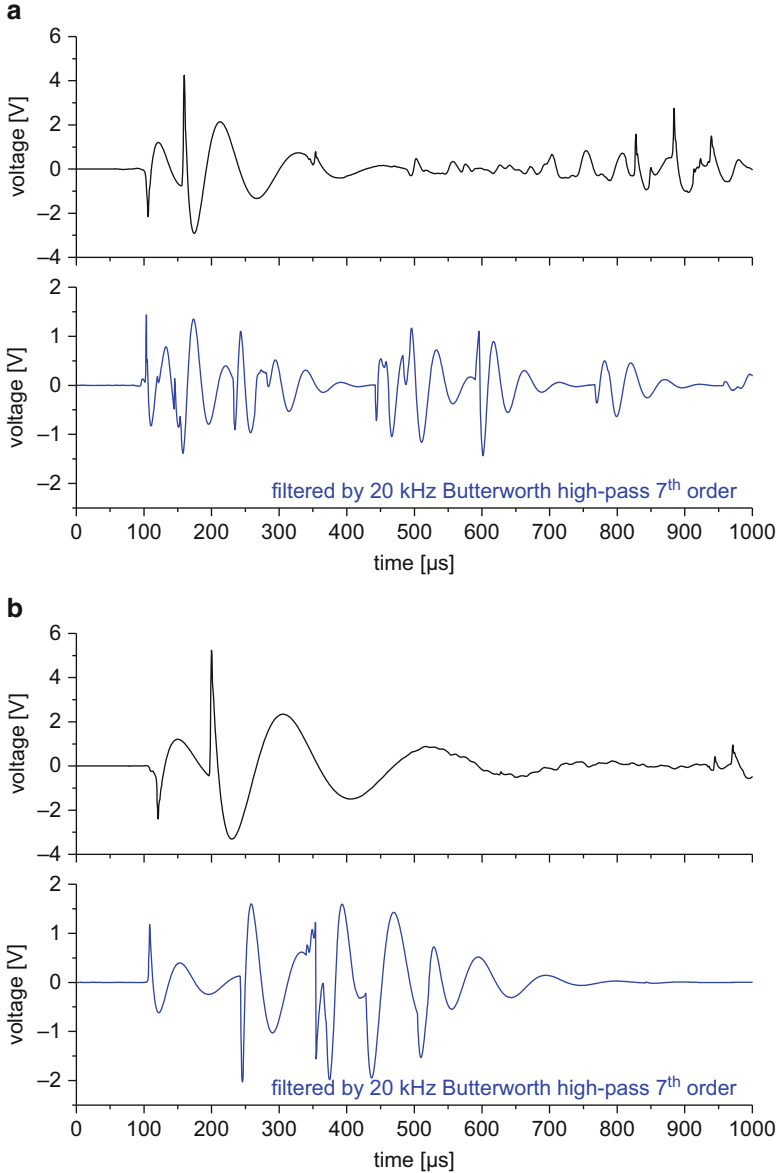 a
6
4
2
0
–2
–4
voltage [V]
2
1
0
–1
–2
voltage [V]
filtered by 20 kHz Butterworth high-pass 7th order
0 100 200 300 400 500 600 700 800 900 1000
time [µs]
b
6
4
2
0
–2
–4
voltage [V]
2
1
0
–1
–2
voltage [V]
filtered by 20 kHz Butterworth high-pass 7th order
0 100 200 300 400 500 600 700 800 900 1000
time [µs]